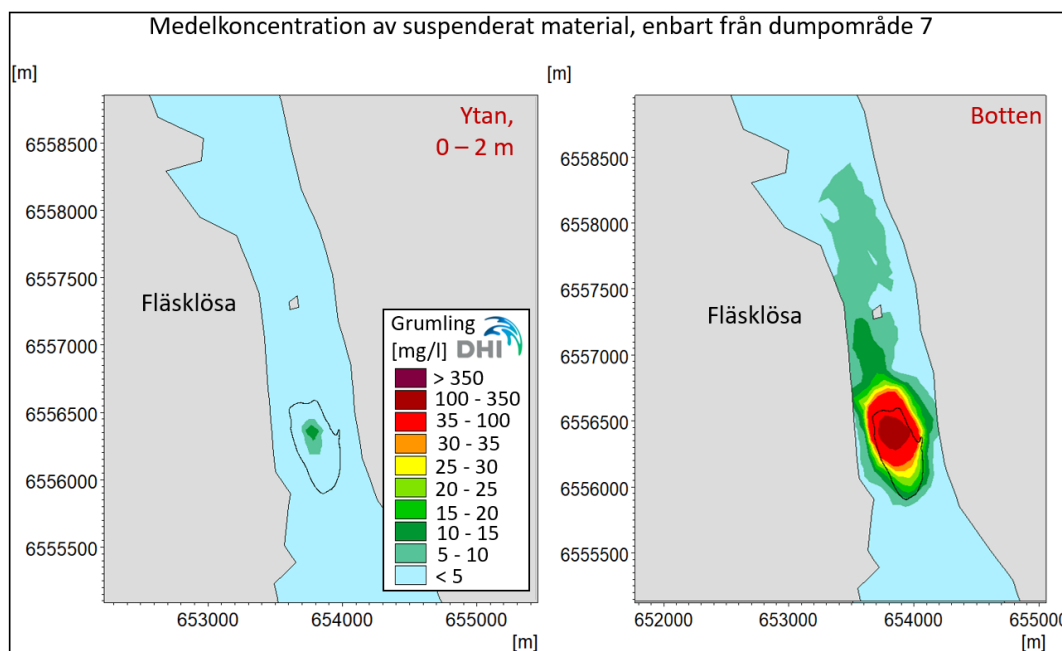 Medelkoncentration av suspenderat material, enbart från dumpområde 7
[m]
Ytan,
0 – 2 m
6558500
6558000
6557500
6557000
6556500
6556000
6555500
Fläsklösa
Grumling
[mg/l] DHI
> 350
100 - 350
35 - 100
30 - 35
25 - 30
20 - 25
15 - 20
10 - 15
5 - 10
< 5
653000 654000 655000
[m]
[m]
Botten
6558500
6558000
6557500
6557000
6556500
6556000
6555500
Fläsklösa
652000 653000 654000 655000
[m]